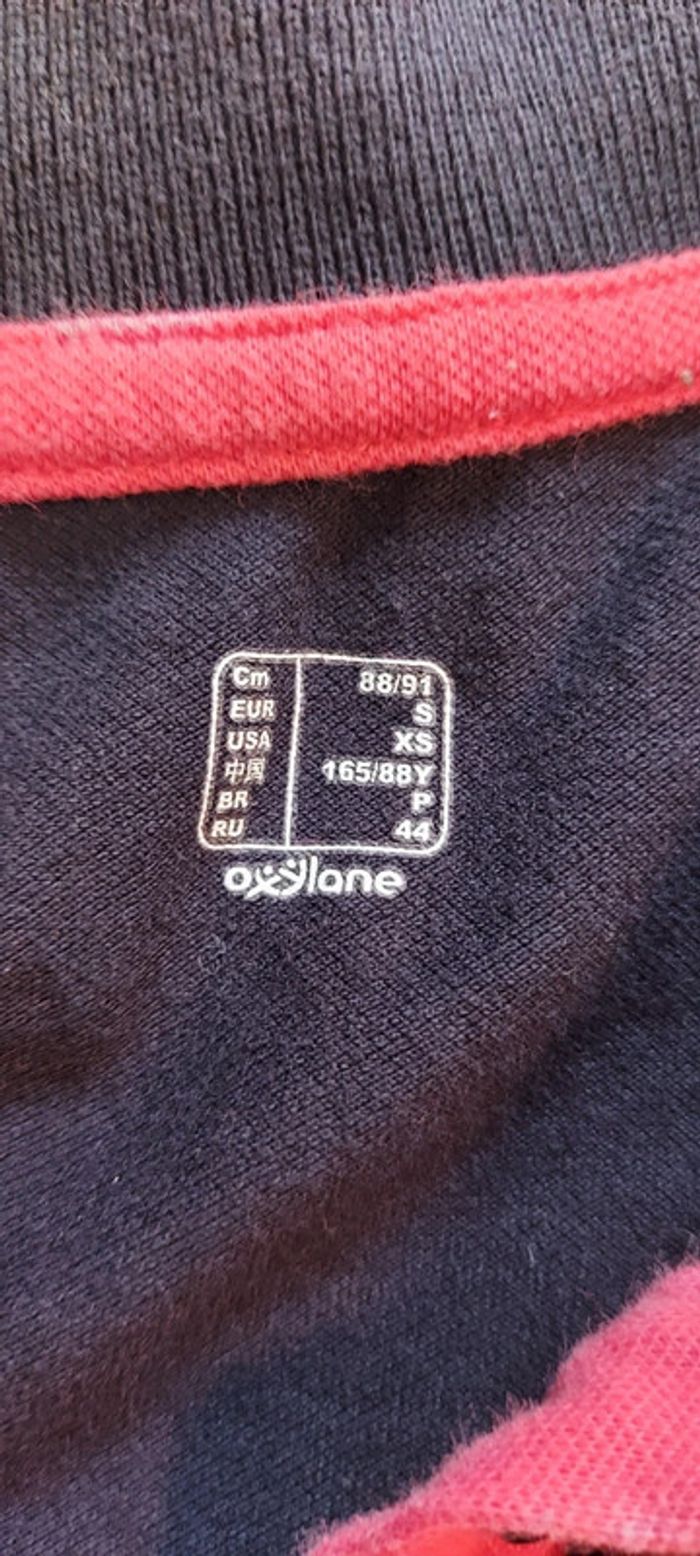 Cm 88/91
EUR S
USA XS
中国 165/88Y
BR P
RU 44
oxylane